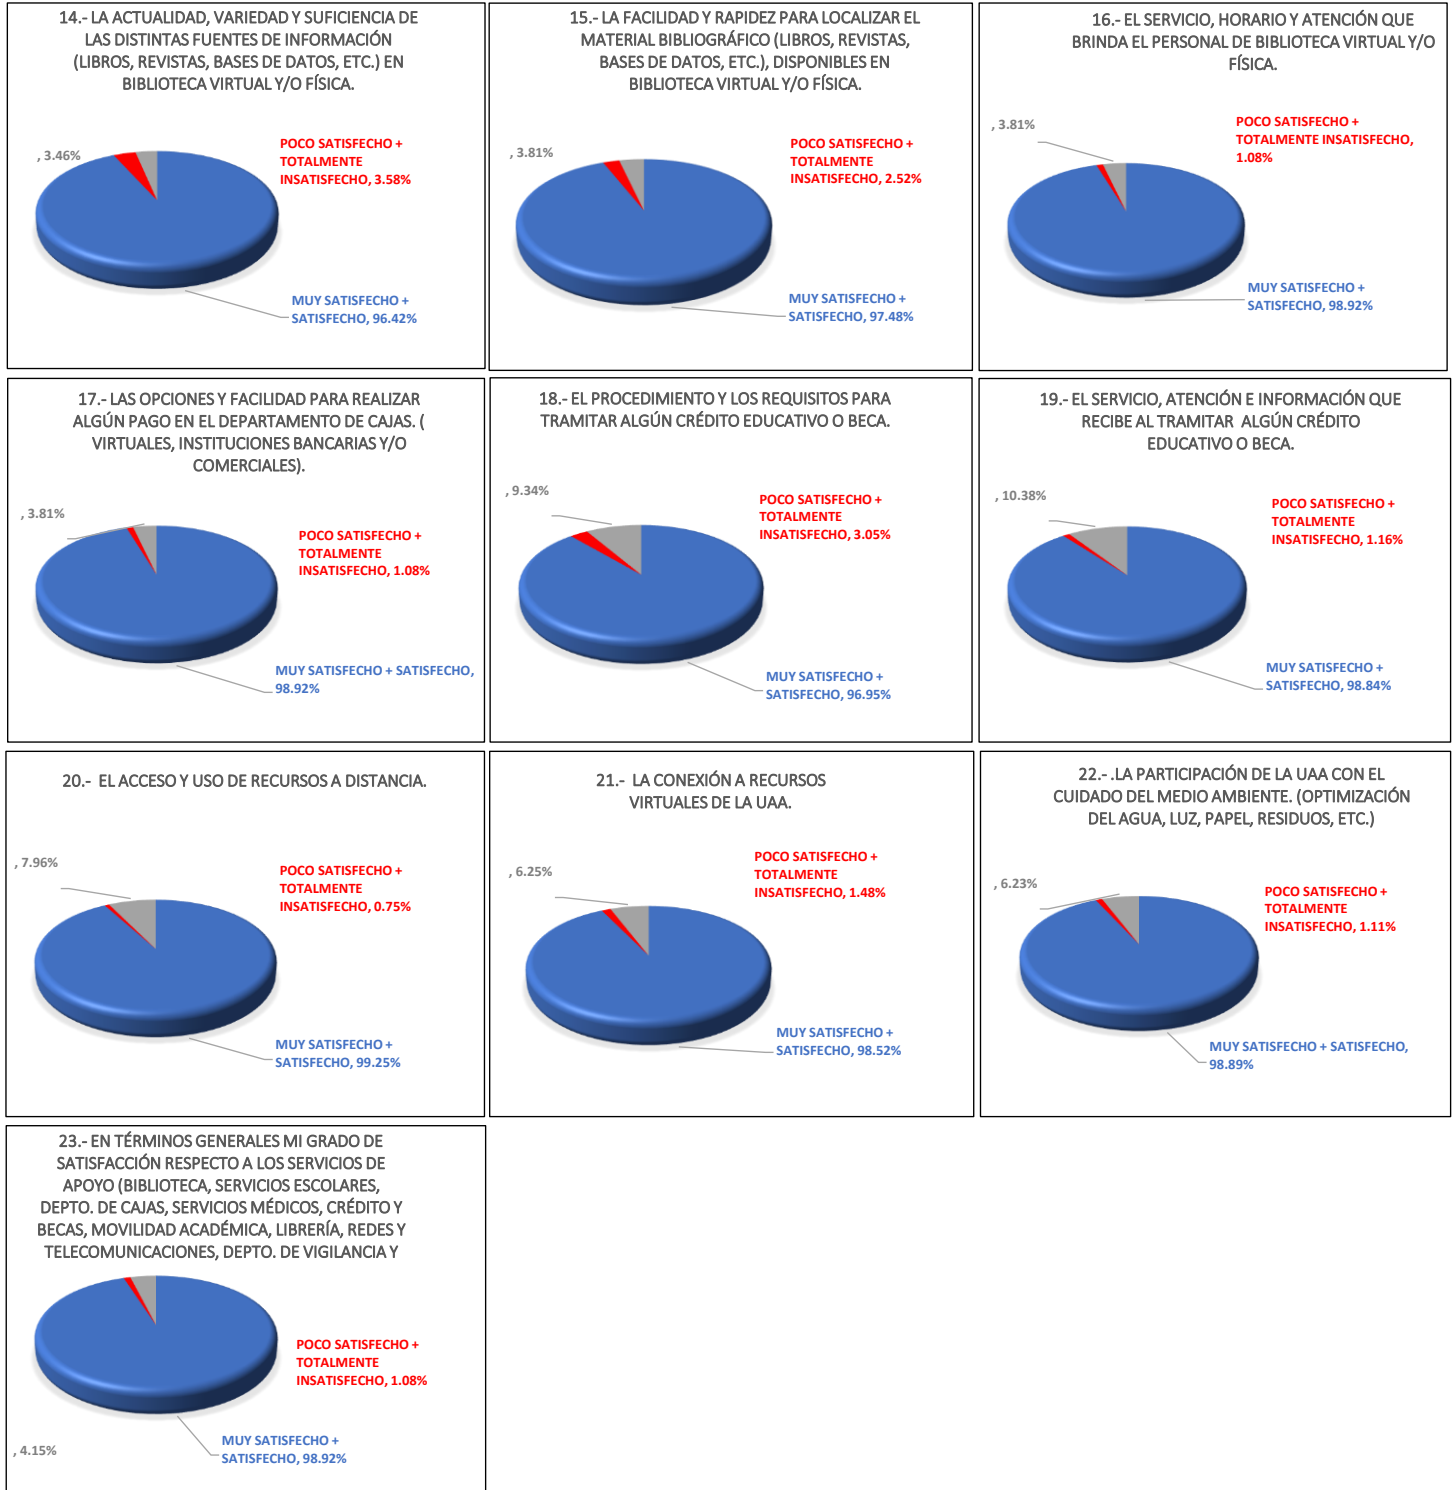 14.- LA ACTUALIDAD, VARIEDAD Y SUFICIENCIA DE
LAS DISTINTAS FUENTES DE INFORMACIÓN
(LIBROS, REVISTAS, BASES DE DATOS, ETC.) EN
BIBLIOTECA VIRTUAL Y/O FÍSICA.
, 3.46%
POCO SATISFECHO +
TOTALMENTE
INSATISFECHO, 3.58%
MUY SATISFECHO +
SATISFECHO, 96.42%
15.- LA FACILIDAD Y RAPIDEZ PARA LOCALIZAR EL
MATERIAL BIBLIOGRÁFICO (LIBROS, REVISTAS,
BASES DE DATOS, ETC.), DISPONIBLES EN
BIBLIOTECA VIRTUAL Y/O FÍSICA.
, 3.81%
POCO SATISFECHO +
TOTALMENTE
INSATISFECHO, 2.52%
MUY SATISFECHO +
SATISFECHO, 97.48%
16.- EL SERVICIO, HORARIO Y ATENCIÓN QUE
BRINDA EL PERSONAL DE BIBLIOTECA VIRTUAL Y/O
FÍSICA.
, 3.81%
POCO SATISFECHO +
TOTALMENTE INSATISFECHO,
1.08%
MUY SATISFECHO +
SATISFECHO, 98.92%
17.- LAS OPCIONES Y FACILIDAD PARA REALIZAR
ALGÚN PAGO EN EL DEPARTAMENTO DE CAJAS. (
VIRTUALES, INSTITUCIONES BANCARIAS Y/O
COMERCIALES).
, 3.81%
POCO SATISFECHO +
TOTALMENTE
INSATISFECHO, 1.08%
MUY SATISFECHO + SATISFECHO,
98.92%
18.- EL PROCEDIMIENTO Y LOS REQUISITOS PARA
TRAMITAR ALGÚN CRÉDITO EDUCATIVO O BECA.
, 9.34%
POCO SATISFECHO +
TOTALMENTE
INSATISFECHO, 3.05%
MUY SATISFECHO +
SATISFECHO, 96.95%
19.- EL SERVICIO, ATENCIÓN E INFORMACIÓN QUE
RECIBE AL TRAMITAR ALGÚN CRÉDITO
EDUCATIVO O BECA.
, 10.38%
POCO SATISFECHO +
TOTALMENTE
INSATISFECHO, 1.16%
MUY SATISFECHO +
SATISFECHO, 98.84%
20.- EL ACCESO Y USO DE RECURSOS A DISTANCIA.
, 7.96%
POCO SATISFECHO +
TOTALMENTE
INSATISFECHO, 0.75%
MUY SATISFECHO +
SATISFECHO, 99.25%
21.- LA CONEXIÓN A RECURSOS
VIRTUALES DE LA UAA.
, 6.25%
POCO SATISFECHO +
TOTALMENTE
INSATISFECHO, 1.48%
MUY SATISFECHO +
SATISFECHO, 98.52%
22.- .LA PARTICIPACIÓN DE LA UAA CON EL
CUIDADO DEL MEDIO AMBIENTE. (OPTIMIZACIÓN
DEL AGUA, LUZ, PAPEL, RESIDUOS, ETC.)
, 6.23%
POCO SATISFECHO +
TOTALMENTE
INSATISFECHO, 1.11%
MUY SATISFECHO + SATISFECHO,
98.89%
23.- EN TÉRMINOS GENERALES MI GRADO DE
SATISFACCIÓN RESPECTO A LOS SERVICIOS DE
APOYO (BIBLIOTECA, SERVICIOS ESCOLARES,
DEPTO. DE CAJAS, SERVICIOS MÉDICOS, CRÉDITO Y
BECAS, MOVILIDAD ACADÉMICA, LIBRERÍA, REDES Y
TELECOMUNICACIONES, DEPTO. DE VIGILANCIA Y
POCO SATISFECHO +
TOTALMENTE
INSATISFECHO, 1.08%
MUY SATISFECHO +
SATISFECHO, 98.92%
, 4.15%